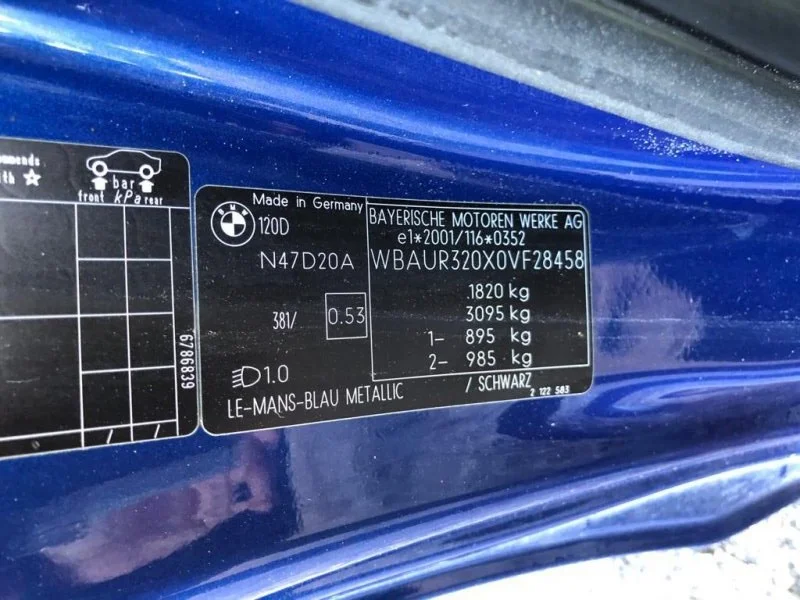 mmends
ith ☆
bar
front kPa rear
6786839
BMW
Made in Germany
120D
N47D20A
381/ 0.53
1.0
LE-MANS-BLAU METALLIC / SCHWARZ
2 122 583
BAYERISCHE MOTOREN WERKE AG
e1*2001/116*0352
WBAUR320X0VF28458
1820 kg
3095 kg
1- 895 kg
2- 985 kg